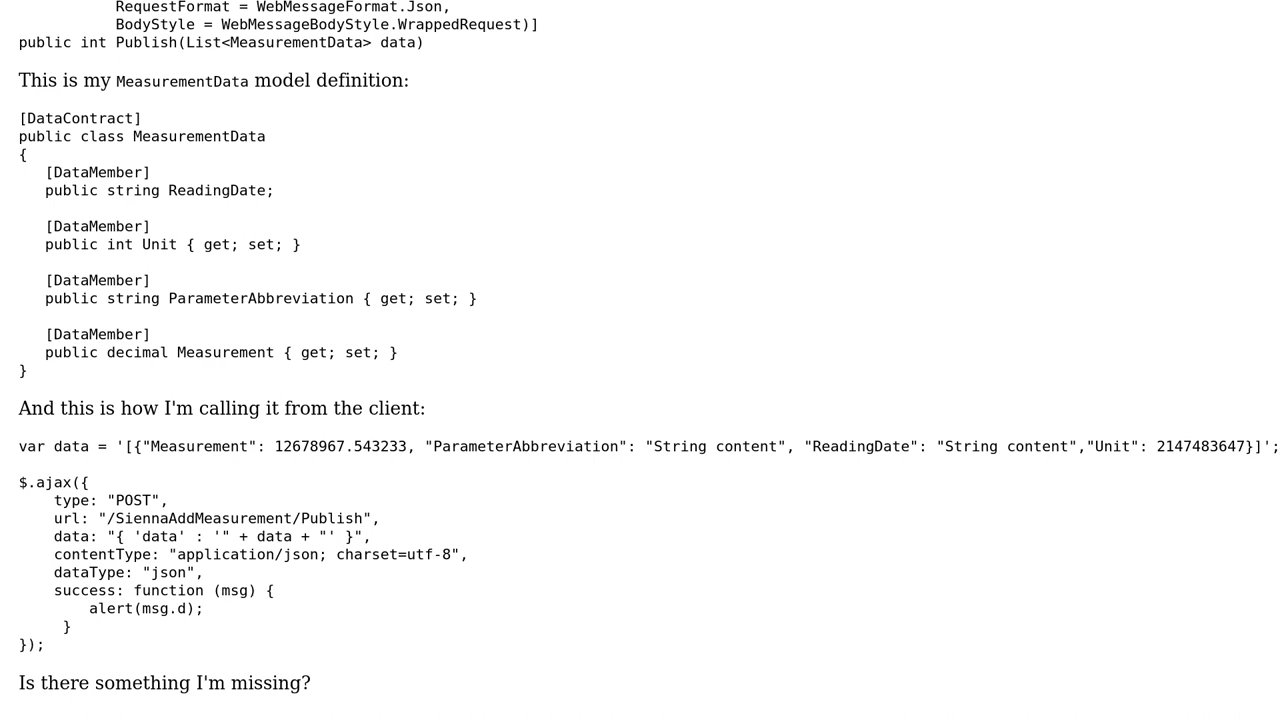 RequestFormat = WebMessageFormat.Json,
BodyStyle = WebMessageBodyStyle.WrappedRequest)]
public int Publish(List<MeasurementData> data)
This is my MeasurementData model definition:
[DataContract]
public class MeasurementData
{
[DataMember]
public string ReadingDate;
[DataMember]
public int Unit { get; set; }
[DataMember]
public string ParameterAbbreviation { get; set; }
[DataMember]
public decimal Measurement { get; set; }
}
And this is how I'm calling it from the client:
var data = '[{"Measurement": 12678967.543233, "ParameterAbbreviation": "String content", "ReadingDate": "String content","Unit": 2147483647}]';
$.ajax({
type: "POST",
url: "/SiennaAddMeasurement/Publish",
data: "{ 'data' : '" + data + "' }",
contentType: "application/json; charset=utf-8",
dataType: "json",
success: function (msg) {
alert(msg.d);
}
});
Is there something I'm missing?